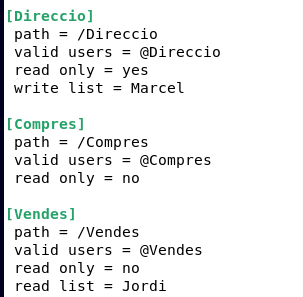 [Direccio]
path = /Direccio
valid users = @Direccio
read only = yes
write list = Marcel
[Compres]
path = /Compres
valid users = @Compres
read only = no
[Vendes]
path = /Vendes
valid users = @Vendes
read only = no
read list = Jordi